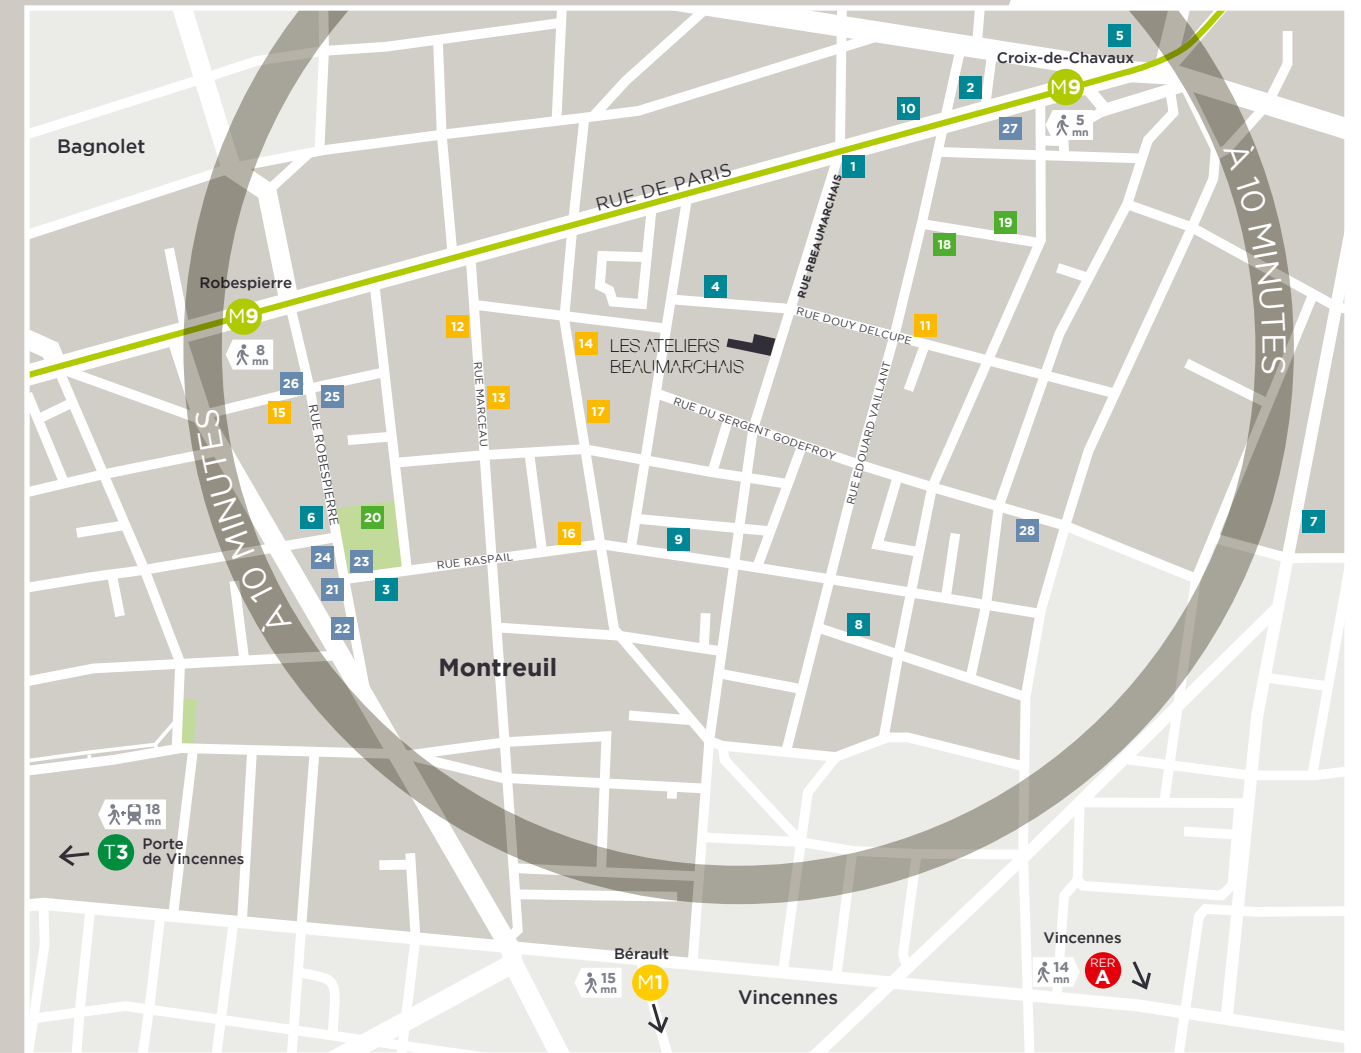 5
Croix-de-Chavaux
M9
2
10
27
5
mn
Bagnolet
1
RUE DE PARIS
À 10 MINUTES
RUE RBEAUMARCHAIS
19
18
Robespierre
4
M9
12
RUE DOUY DELCUPE
11
14
LES ATELIERS
BEAUMARCHAIS
8
mn
26
25
15
RUE MARCEAU
13
17
RUE DU SERGENT GODEFROY
RUE EDOUARD VAILLANT
RUE ROBESPIERRE
À 10 MINUTES
6
20
7
16
9
28
24
23
RUE RASPAIL
21
3
22
8
Montreuil
18
mn
T3
Porte
de Vincennes
Bérault
15
mn
M1
Vincennes
Vincennes
14
mn
RER
A